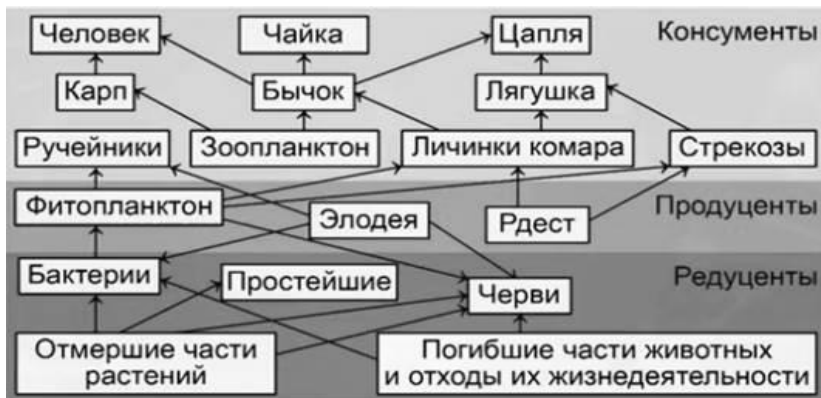 Человек
Чайка
Цапля
Консументы
Карп
Бычок
Лягушка
Ручейники
Зоопланктон
Личинки комара
Стрекозы
Фитопланктон
Элодея
Рдест
Продуценты
Бактерии
Простейшие
Черви
Редуценты
Отмершие части
растений
Погибшие части животных
и отходы их жизнедеятельности